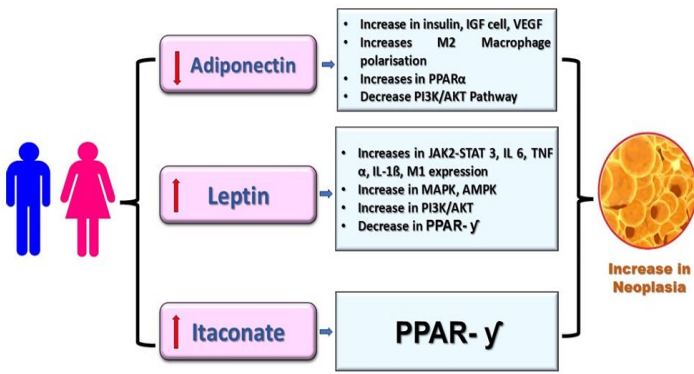 Adiponectin
• Increase in insulin, IGF cell, VEGF
• Increases M2 Macrophage
polarisation
• Increases in PPARα
• Decrease PI3K/AKT Pathway
Leptin
• Increases in JAK2-STAT 3, IL 6, TNF
α, IL-1ß, M1 expression
• Increase in MAPK, AMPK
• Increase in PI3K/AKT
• Decrease in PPAR-ƴ
Itaconate
PPAR- ƴ
Increase in
Neoplasia